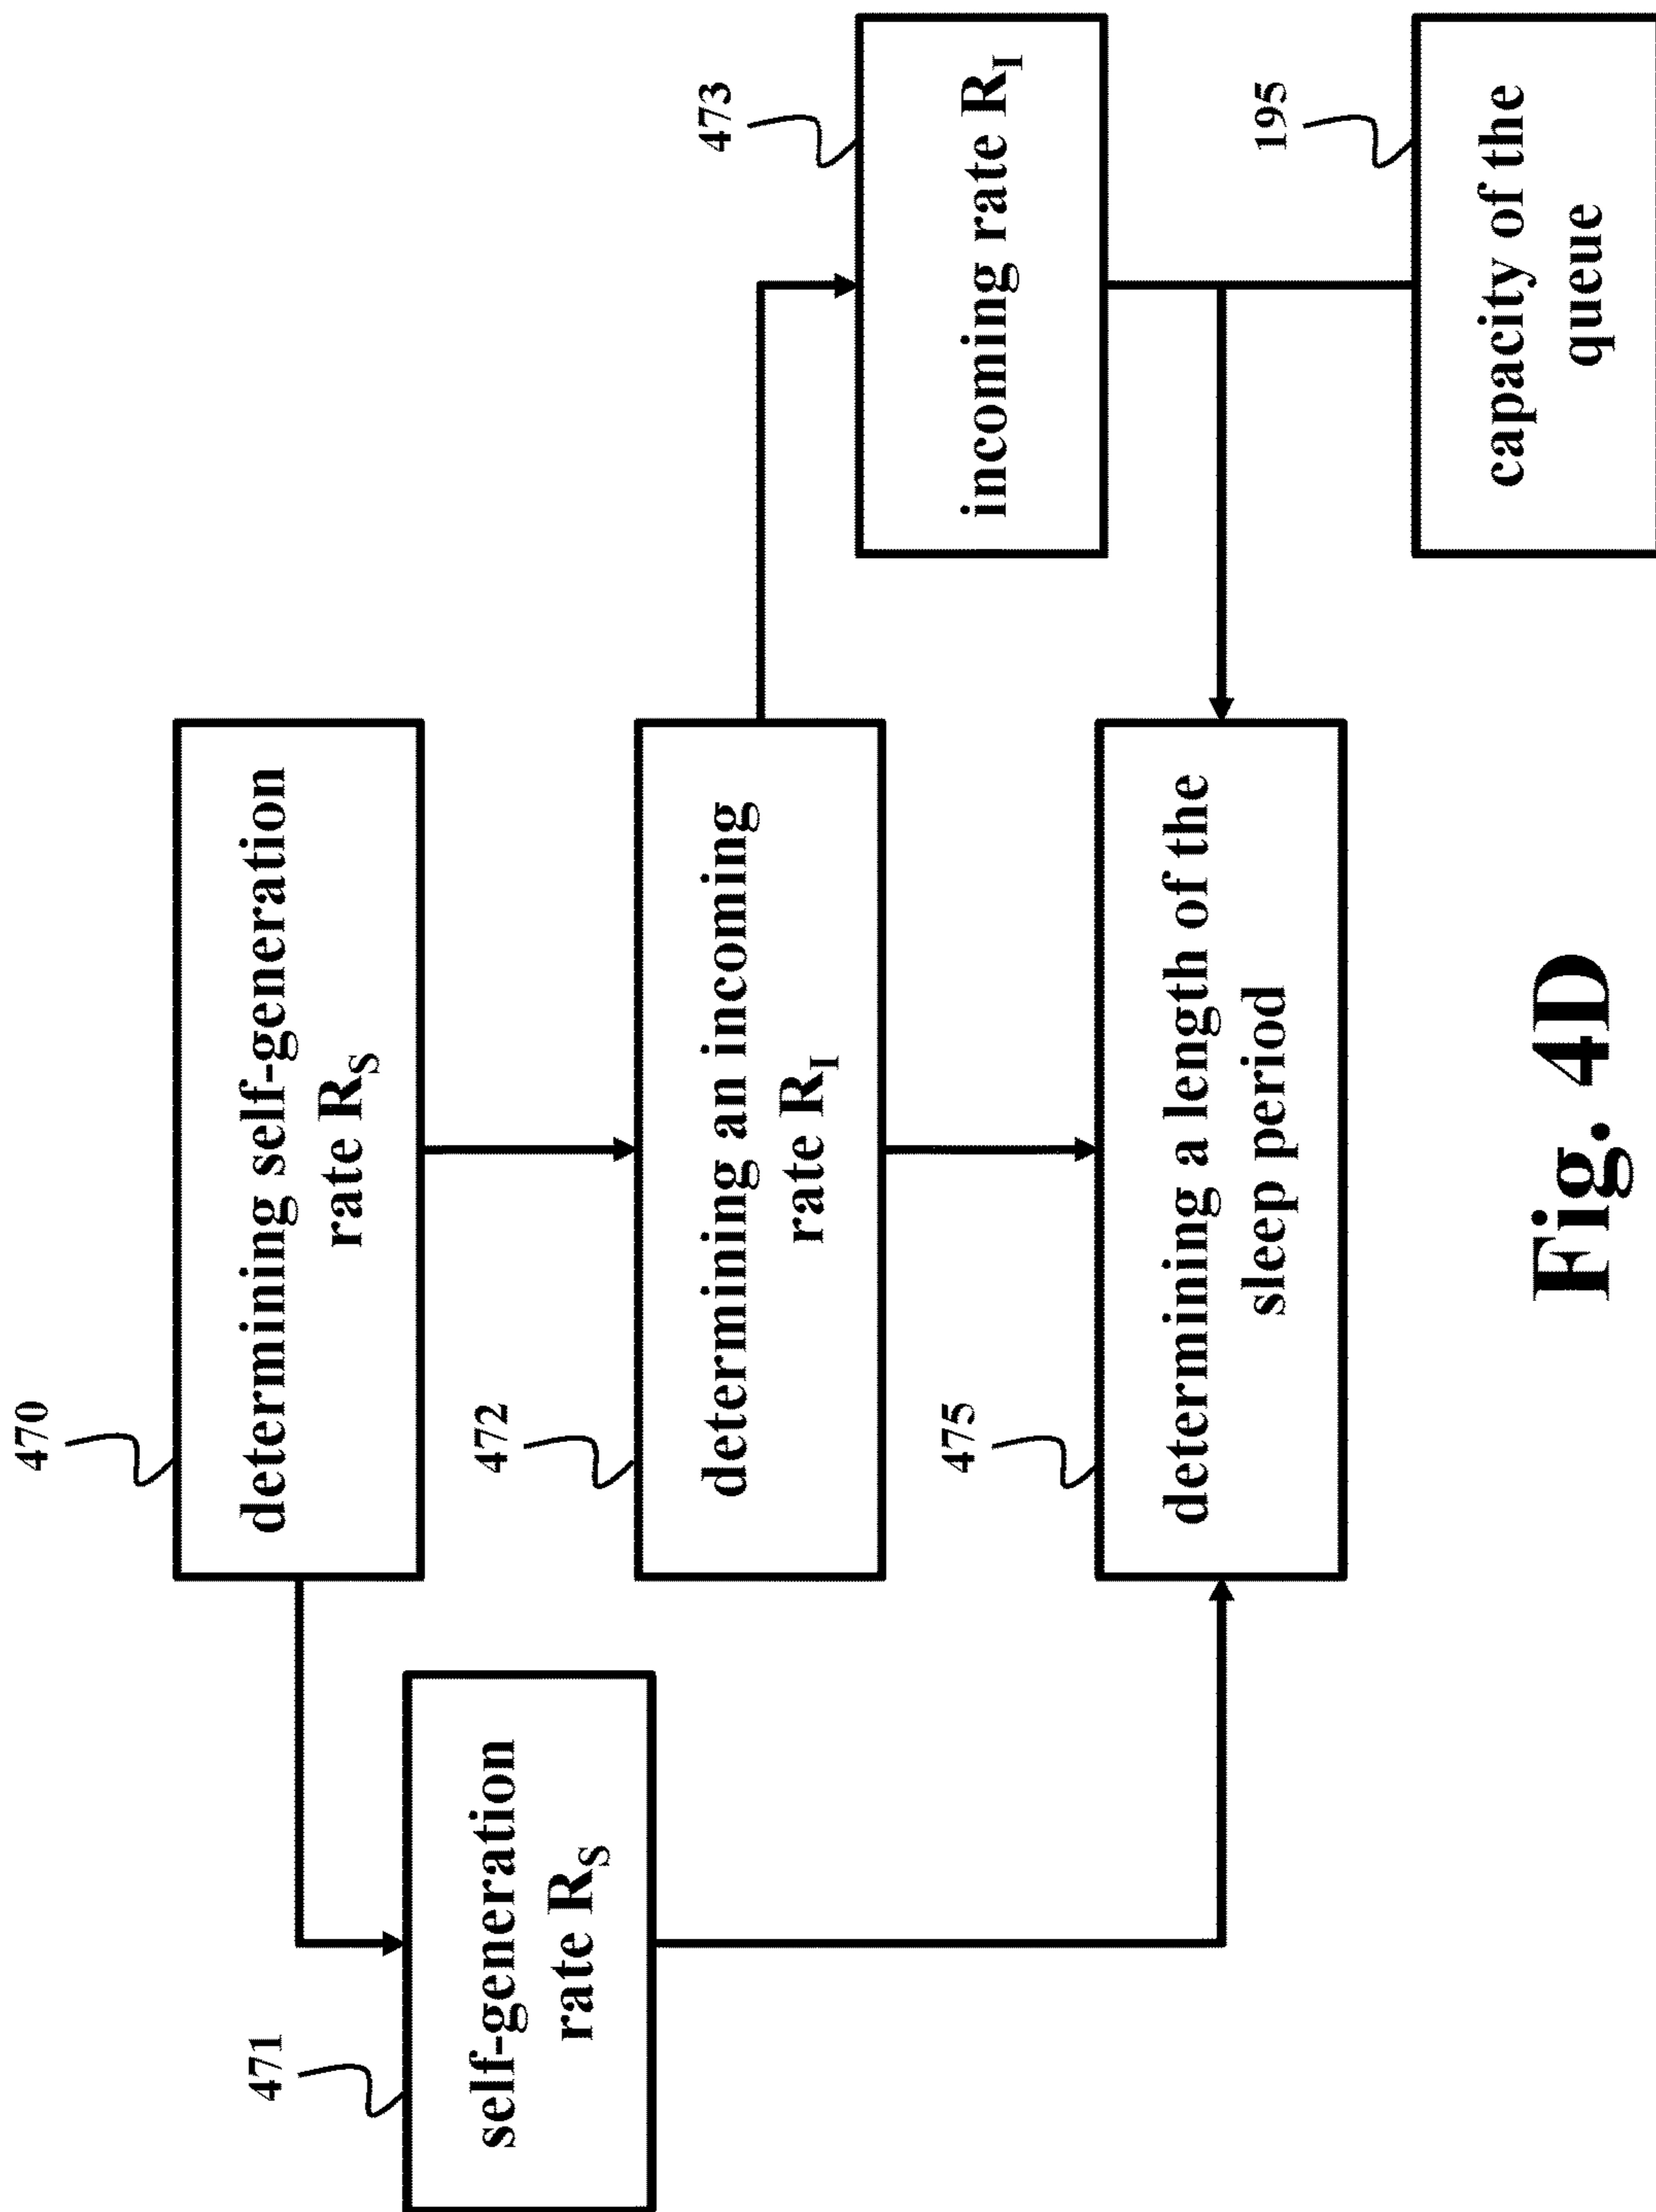 470
determining self-generation
rate R_S
471
self-generation
rate R_S
472
determining an incoming
rate R_I
473
incoming rate R_I
475
determining a length of the
sleep period
195
capacity of the
queue
Fig. 4D